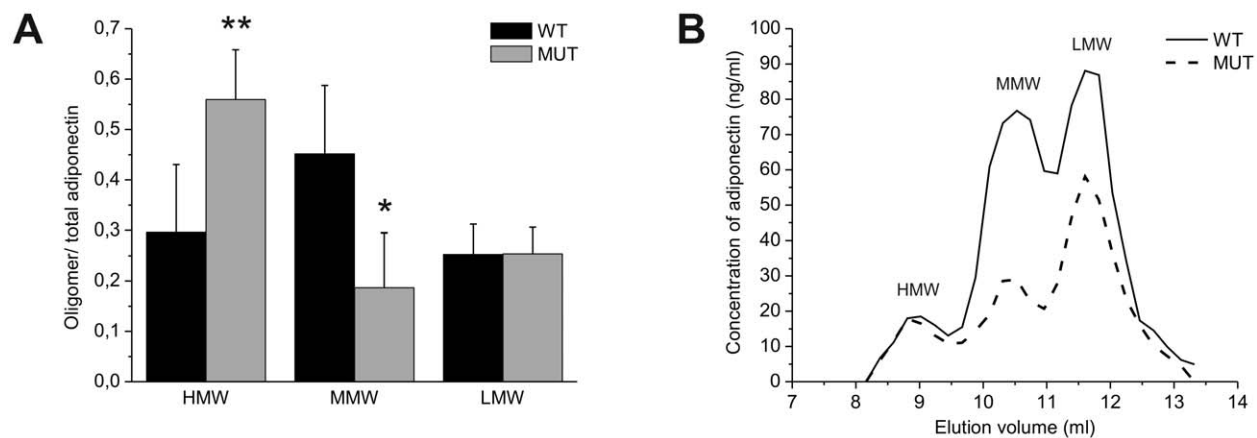 A
Oligomer/ total adiponectin
0,7
0,6
0,5
0,4
0,3
0,2
0,1
0,0
**
*
WT
MUT
HMW
MMW
LMW
B
Concentration of adiponectin (ng/ml)
100
90
80
70
60
50
40
30
20
10
0
HMW
MMW
LMW
WT
MUT
7
8
9
10
11
12
13
14
Elution volume (ml)